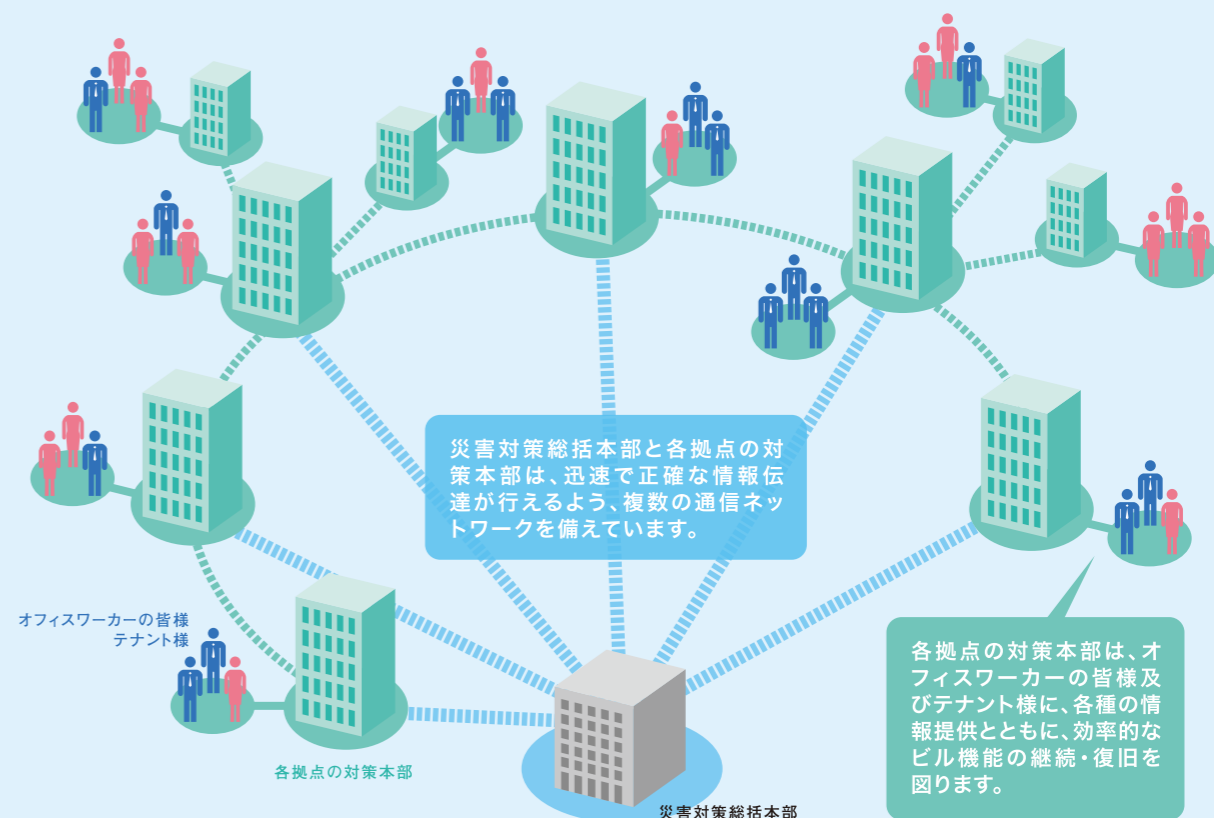 災害対策総括本部と各拠点の対
策本部は、迅速で正確な情報伝
達が行えるよう、複数の通信ネッ
トワークを備えています。
オフィスワーカーの皆様
テナント様
各拠点の対策本部は、オ
フィスワーカーの皆様及
びテナント様に、各種の情
報提供とともに、効率的な
ビル機能の継続・復旧を
図ります。
各拠点の対策本部
災害対策総括本部